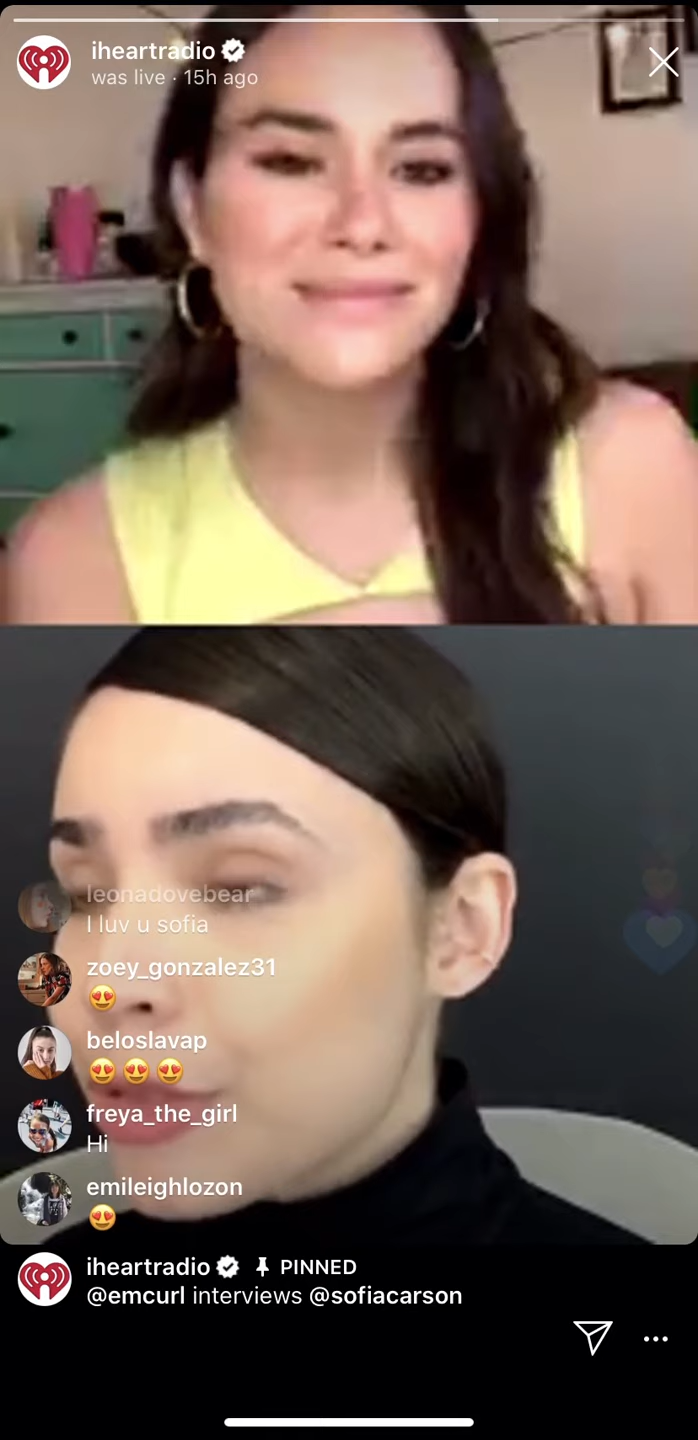 iheartradio
was live · 15h ago
leonadovebear
I luv u sofia
zoey_gonzalez31
😍
beloslavap
😍😍😍
freya_the_girl
Hi
emileighlozon
😍
iheartradio PINNED
@emcurl interviews @sofiacarson